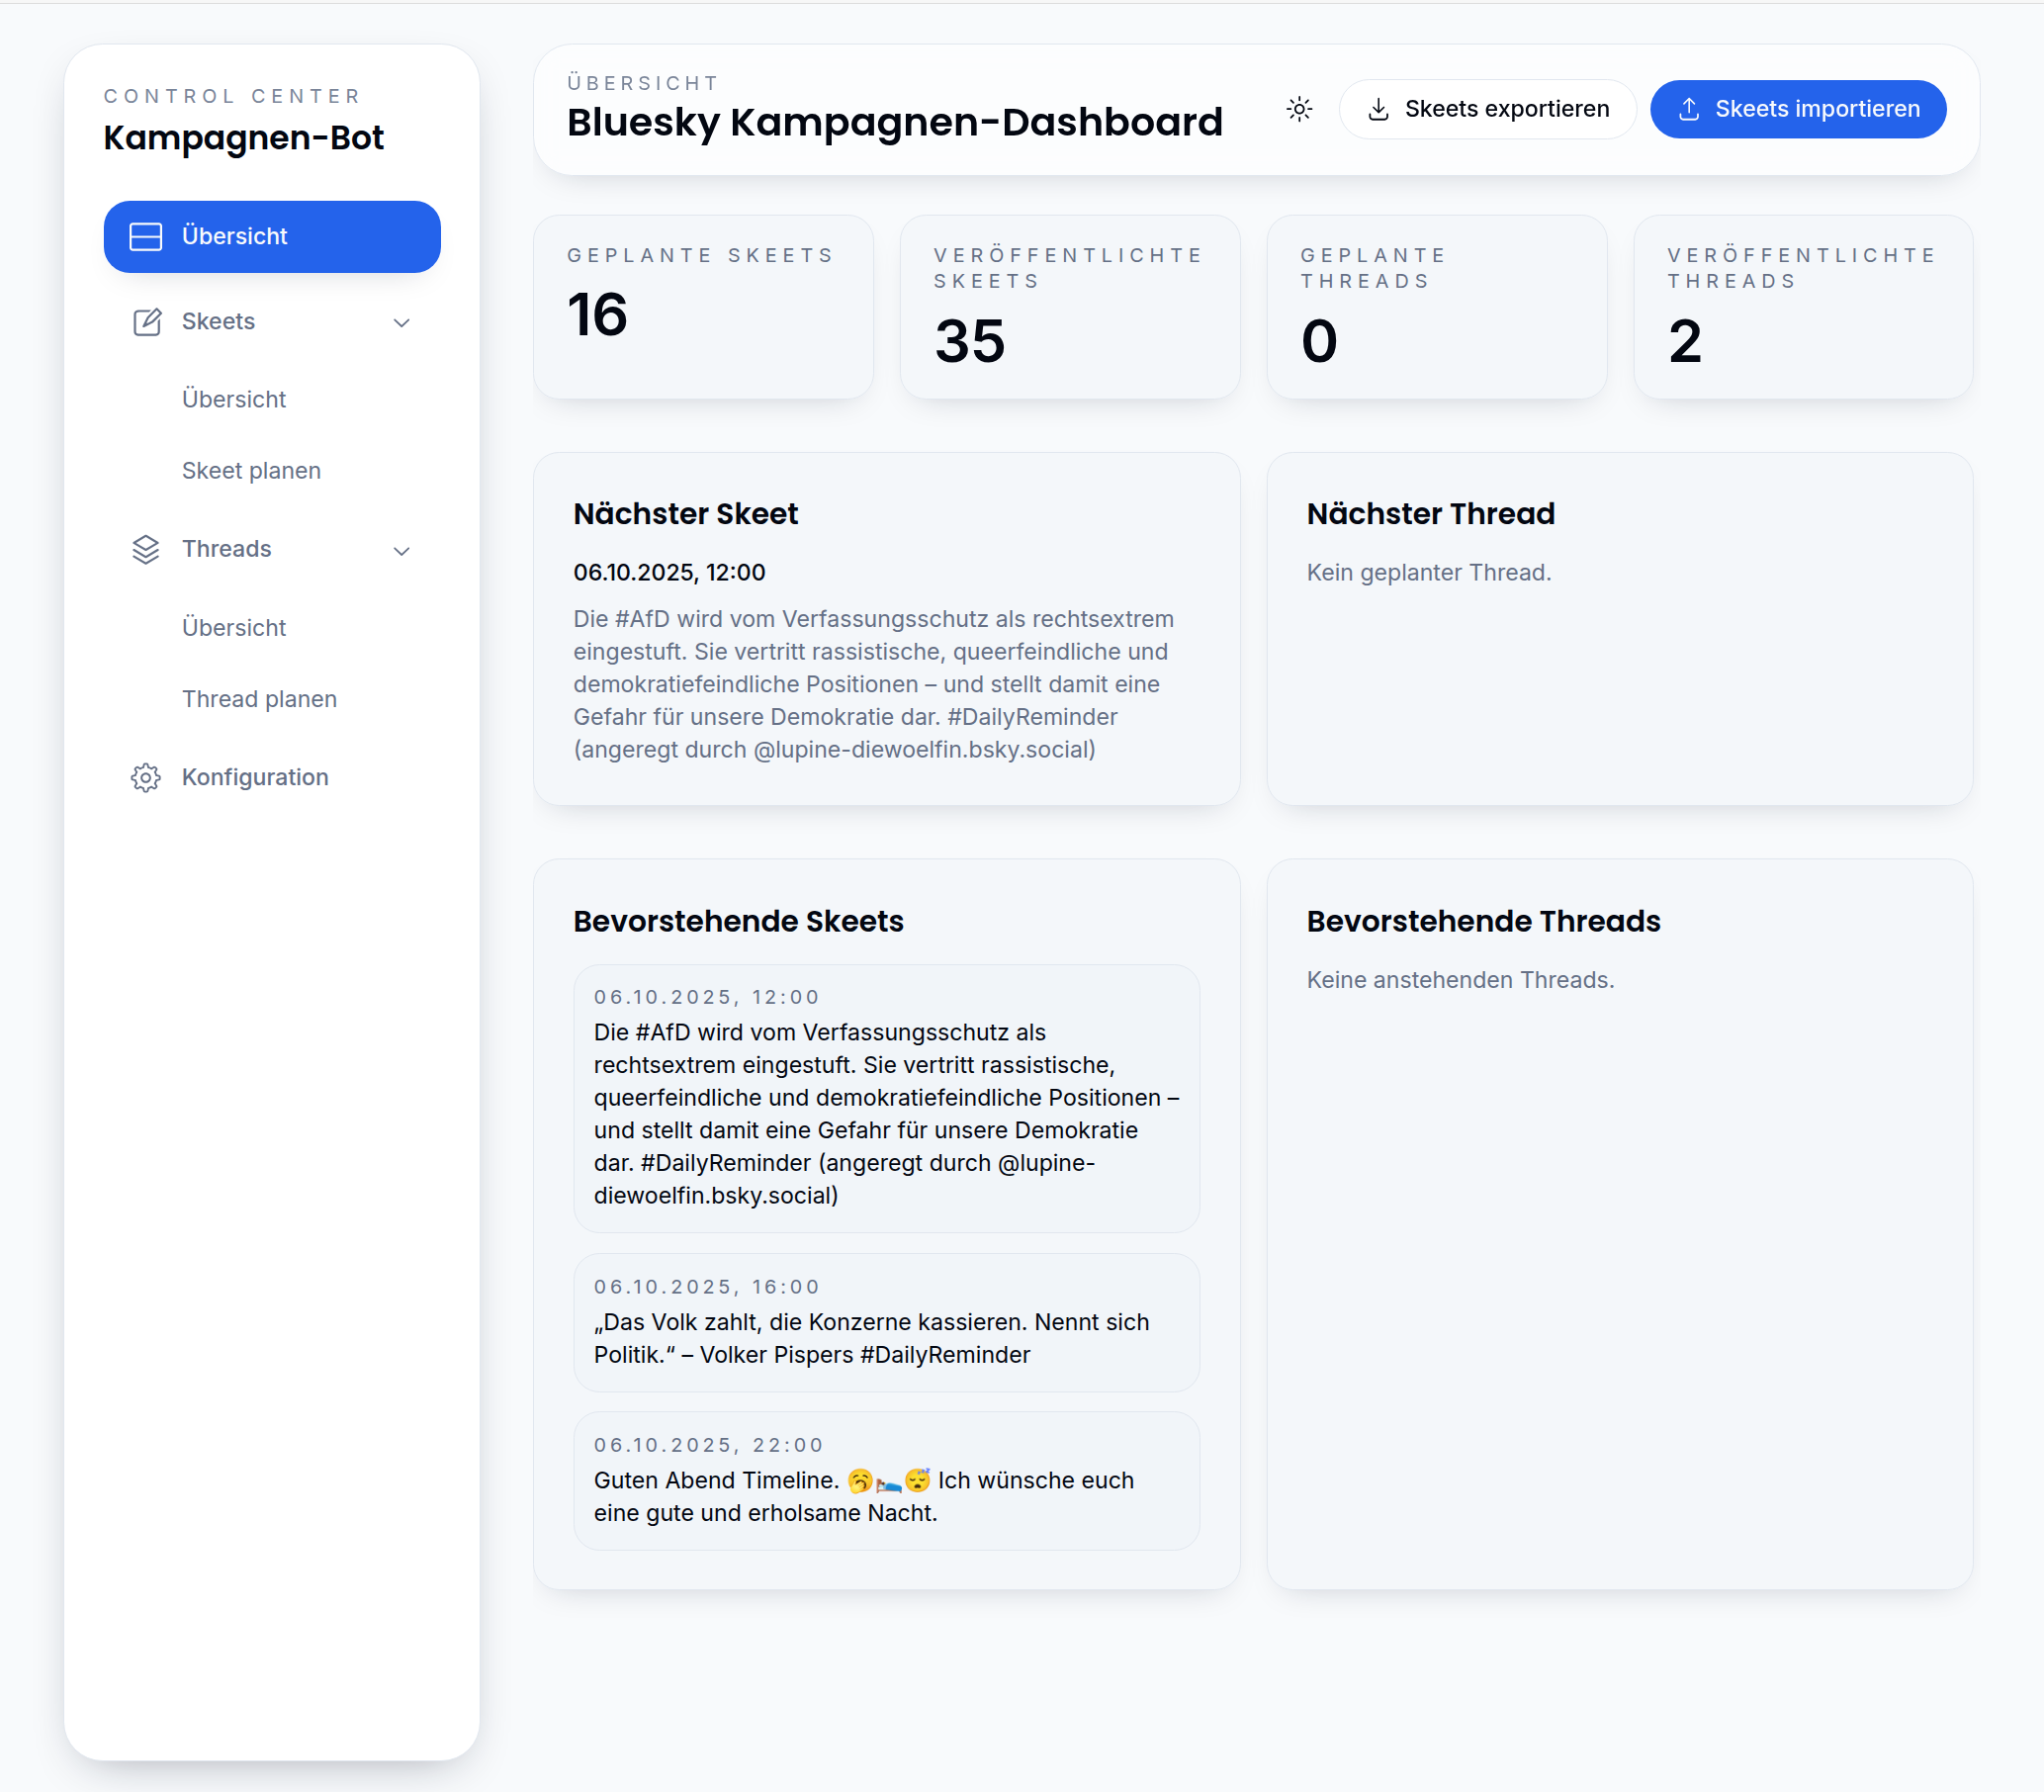 CONTROL CENTER
Kampagnen-Bot
Übersicht
Skeets
Übersicht
Skeet planen
Threads
Übersicht
Thread planen
Konfiguration
ÜBERSICHT
Bluesky Kampagnen-Dashboard
Skeets exportieren
Skeets importieren
GEPLANTE SKEETS
16
VERÖFFENTLICHTE
SKEETS
35
GEPLANTE
THREADS
0
VERÖFFENTLICHTE
THREADS
2
Nächster Skeet
06.10.2025, 12:00
Die #AfD wird vom Verfassungsschutz als rechtsextrem
eingestuft. Sie vertritt rassistische, queerfeindliche und
demokratiefeindliche Positionen – und stellt damit eine
Gefahr für unsere Demokratie dar. #DailyReminder
(angeregt durch @lupine-diewoelfin.bsky.social)
Nächster Thread
Kein geplanter Thread.
Bevorstehende Skeets
06.10.2025, 12:00
Die #AfD wird vom Verfassungsschutz als
rechtsextrem eingestuft. Sie vertritt rassistische,
queerfeindliche und demokratiefeindliche Positionen –
und stellt damit eine Gefahr für unsere Demokratie
dar. #DailyReminder (angeregt durch @lupine-
diewoelfin.bsky.social)
06.10.2025, 16:00
„Das Volk zahlt, die Konzerne kassieren. Nennt sich
Politik.“ – Volker Pispers #DailyReminder
06.10.2025, 22:00
Guten Abend Timeline. 🥱🛌😴 Ich wünsche euch
eine gute und erholsame Nacht.
Bevorstehende Threads
Keine anstehenden Threads.